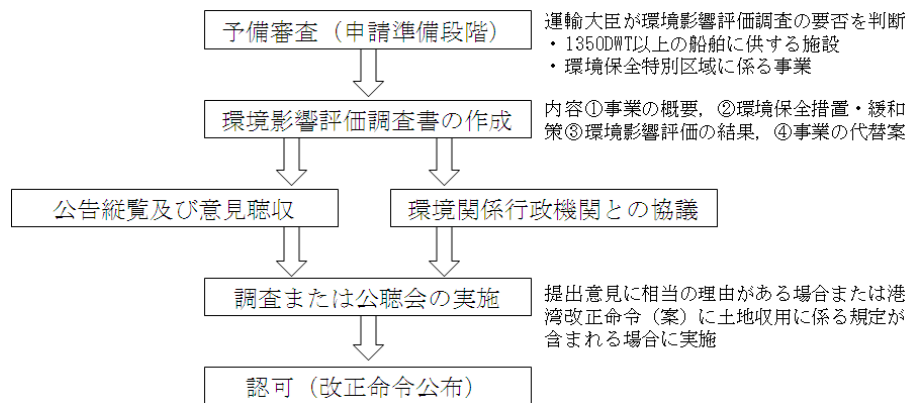 予備審査（申請準備段階）
運輸大臣が環境影響評価調査の要否を判断
・1350DWT以上の船舶に供する施設
・環境保全特別区域に係る事業
環境影響評価調査書の作成
内容①事業の概要，②環境保全措置・緩和
策③環境影響評価の結果，④事業の代替案
公告縦覧及び意見聴収
環境関係行政機関との協議
調査または公聴会の実施
提出意見に相当の理由がある場合または港
湾改正命令（案）に土地収用に係る規定が
含まれる場合に実施
認可（改正命令公布）